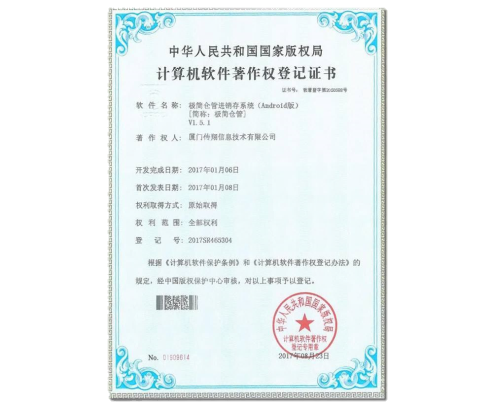 中华人民共和国国家版权局
计算机软件著作权登记证书
证书号:
软件名称: 极简仓管进销存系统(Android版)
[简称:极简仓管]
V1.0.1
著作权人: 厦门传翔信息技术有限公司
开发完成日期: 2017年01月06日
首次发表日期: 2017年01月08日
权利取得方式: 原始取得
权利范围: 全部权利
登记号: 2017SR465304
根据《计算机软件保护条例》和《计算机软件著作权登记办法》的
规定,经中国版权保护中心审核,对以上事项予以登记。
中华人民共和国国家版权局
计算机软件著作权
登记专用章
No. 01909614
2017年08月23日